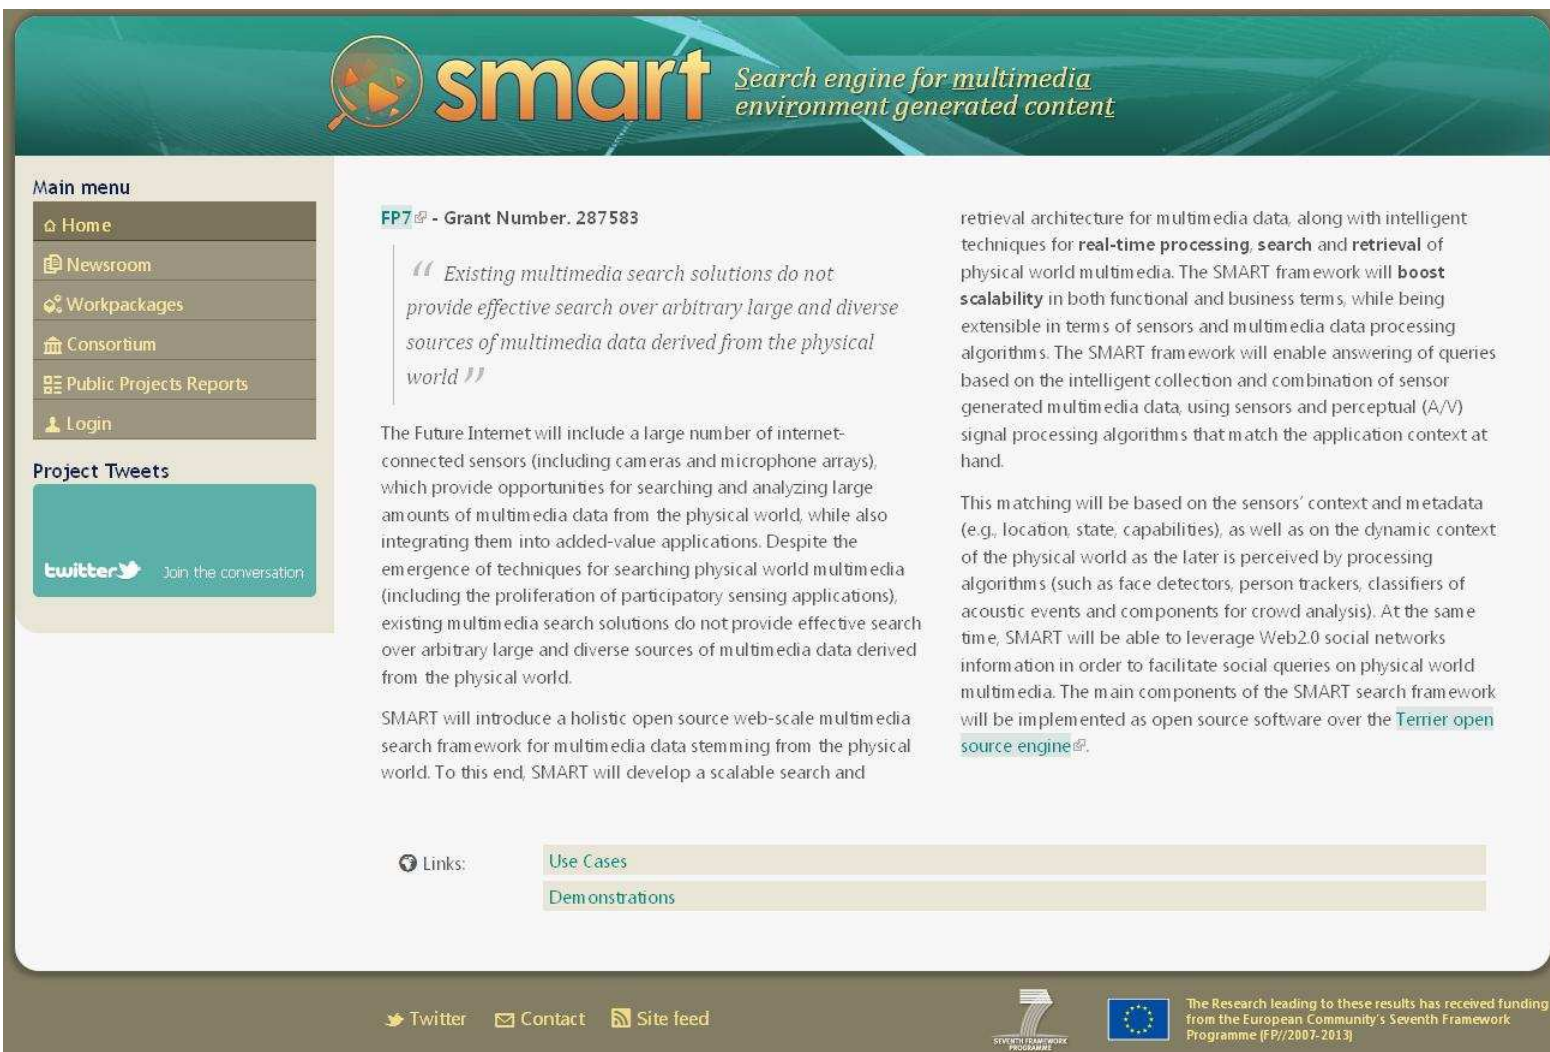 smart
Search engine for multimedia
environment generated content
Main menu
Home
Newsroom
Workpackages
Consortium
Public Projects Reports
Login
Project Tweets
twitter Join the conversation
FP7 - Grant Number. 287583
“ Existing multimedia search solutions do not
provide effective search over arbitrary large and diverse
sources of multimedia data derived from the physical
world ”
The Future Internet will include a large number of internet-
connected sensors (including cameras and microphone arrays),
which provide opportunities for searching and analyzing large
amounts of multimedia data from the physical world, while also
integrating them into added-value applications. Despite the
emergence of techniques for searching physical world multimedia
(including the proliferation of participatory sensing applications),
existing multimedia search solutions do not provide effective search
over arbitrary large and diverse sources of multimedia data derived
from the physical world.
SMART will introduce a holistic open source web-scale multimedia
search framework for multimedia data stemming from the physical
world. To this end, SMART will develop a scalable search and
retrieval architecture for multimedia data, along with intelligent
techniques for real-time processing, search and retrieval of
physical world multimedia. The SMART framework will boost
scalability in both functional and business terms, while being
extensible in terms of sensors and multimedia data processing
algorithms. The SMART framework will enable answering of queries
based on the intelligent collection and combination of sensor
generated multimedia data, using sensors and perceptual (A/V)
signal processing algorithms that match the application context at
hand.
This matching will be based on the sensors’ context and metadata
(e.g., location, state, capabilities), as well as on the dynamic context
of the physical world as the later is perceived by processing
algorithms (such as face detectors, person trackers, classifiers of
acoustic events and components for crowd analysis). At the same
time, SMART will be able to leverage Web2.0 social networks
information in order to facilitate social queries on physical world
multimedia. The main components of the SMART search framework
will be implemented as open source software over the Terrier open
source engine.
Links:
Use Cases
Demonstrations
Twitter
Contact
Site feed
SEVENTH FRAMEWORK
PROGRAMME
The Research leading to these results has received funding
from the European Community's Seventh Framework
Programme (FP//2007-2013)